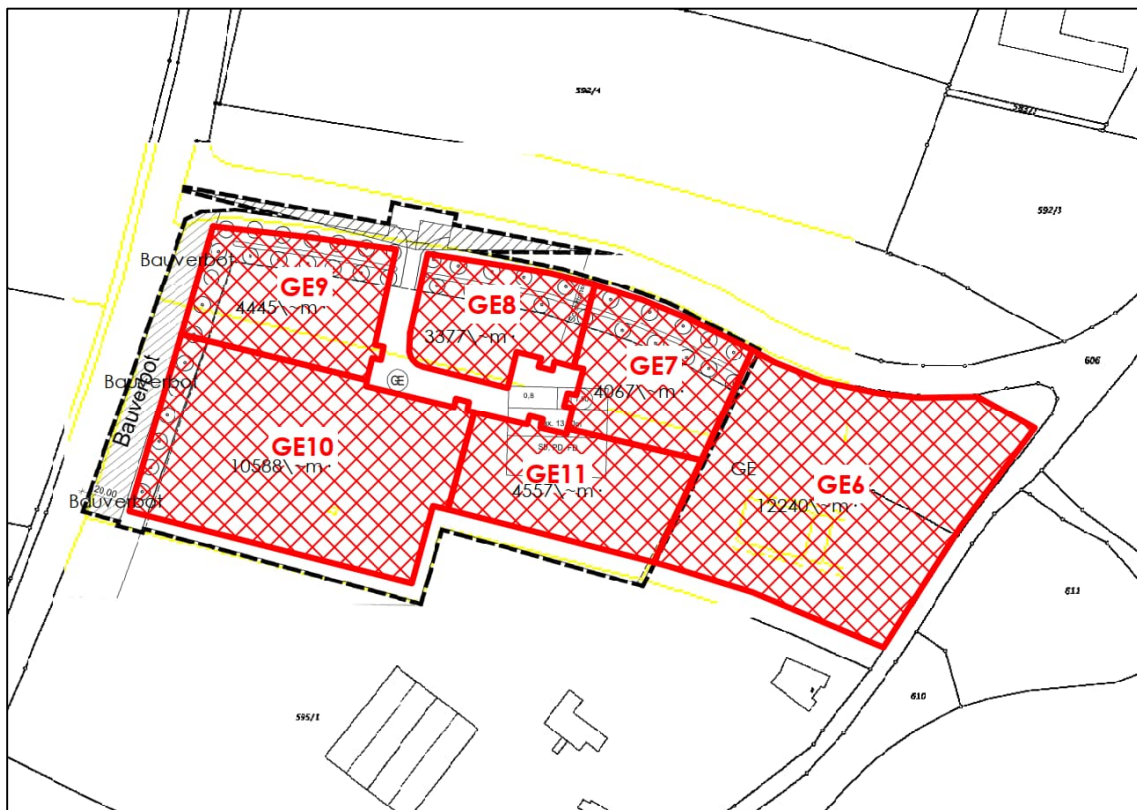 592/4
592/3
Bauverbot
GE9
4445\~m·
GE8
3377\~m·
GE7
4067\~m·
606
Bauverbot
Bauverbot
GE
0,8
GE10
10588\~m·
GE11
4557\~m·
GE
GE6
12240\~m·
20.00
Bauverbot
611
610
595/1